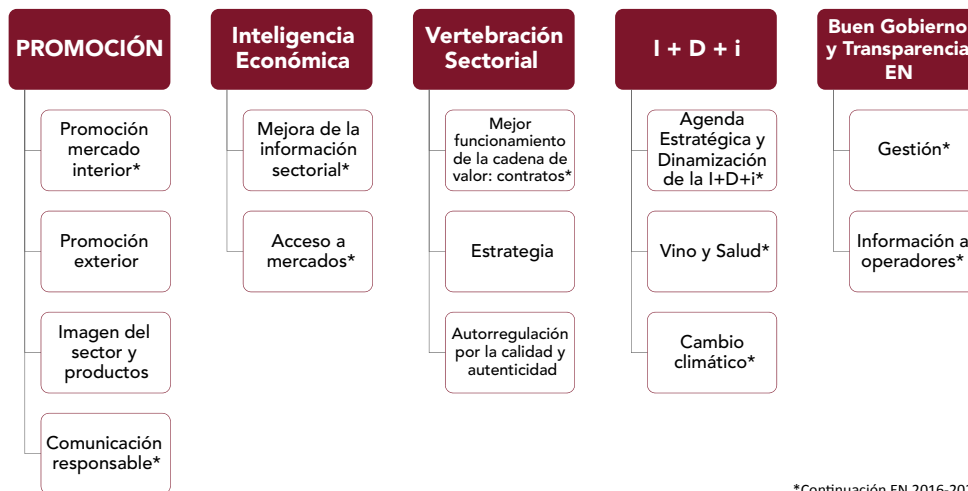 PROMOCIÓN
Promoción
mercado
interior*
Promoción
exterior
Imagen del
sector y
productos
Comunicación
responsable*
Inteligencia
Económica
Mejora de la
información
sectorial*
Acceso a
mercados*
Vertebración
Sectorial
Mejor
funcionamiento
de la cadena de
valor: contratos*
Estrategia
Autorregulación
por la calidad y
autenticidad
I + D + i
Agenda
Estratégica y
Dinamización
de la I+D+i*
Vino y Salud*
Cambio
climático*
Buen Gobierno
y Transparencia
EN
Gestión*
Información a
operadores*
*Continuación EN